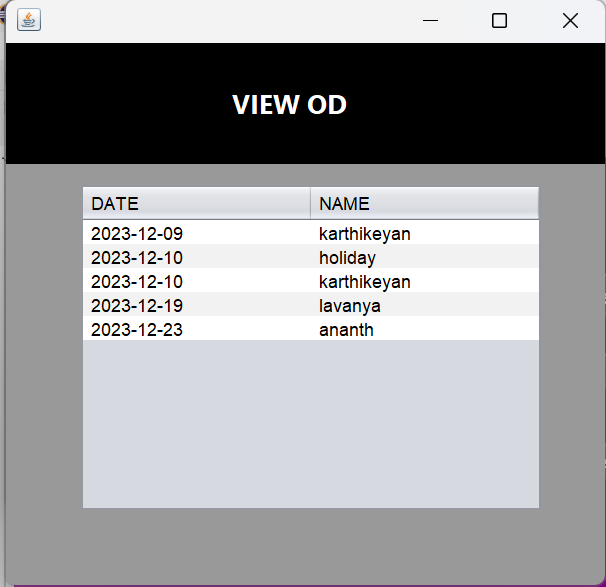 VIEW OD
DATE NAME
2023-12-09 karthikeyan
2023-12-10 holiday
2023-12-10 karthikeyan
2023-12-19 lavanya
2023-12-23 ananth